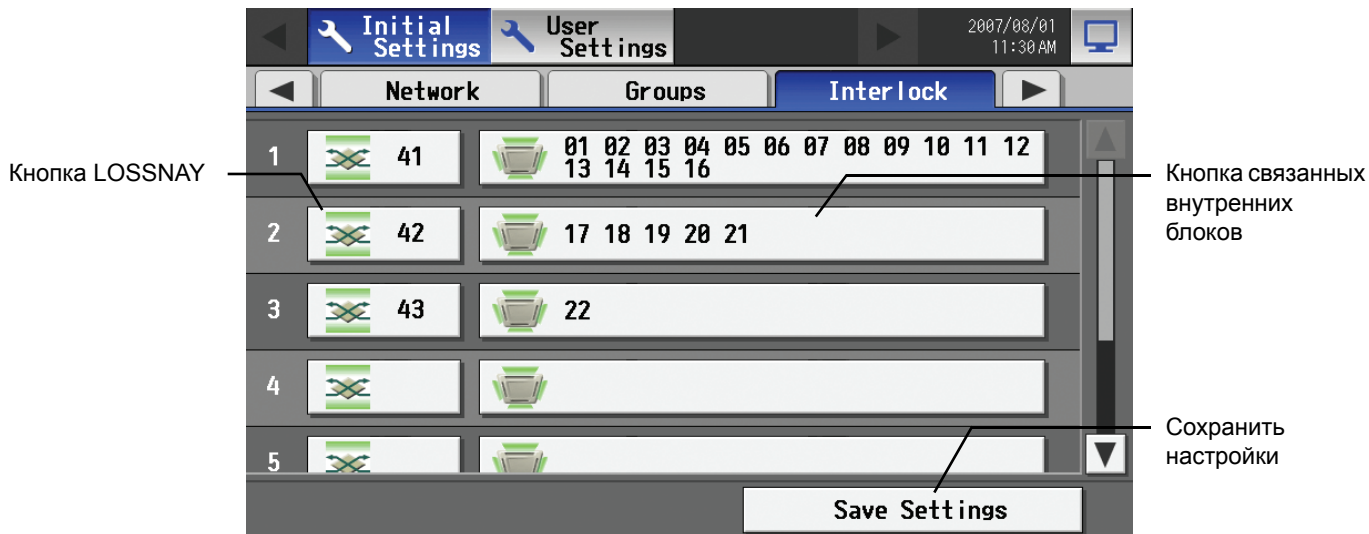 Initial
Settings
User
Settings
2007/08/01
11:30 AM
Network
Groups
Interlock
1
41
01 02 03 04 05 06 07 08 09 10 11 12
13 14 15 16
Кнопка LOSSNAY
Кнопка связанных
внутренних
блоков
2
42
17 18 19 20 21
3
43
22
4
5
Сохранить
настройки
Save Settings